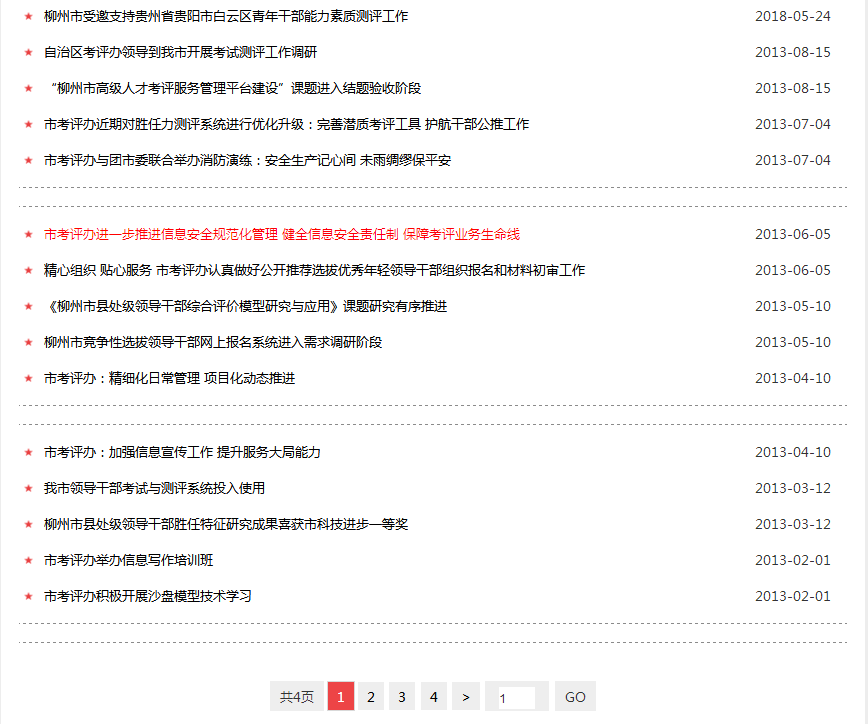 柳州市受邀支持贵州省贵阳市白云区青年干部能力素质测评工作 2018-05-24
自治区考评办领导到我市开展考试测评工作调研 2013-08-15
“柳州市高级人才考评服务管理平台建设”课题进入结题验收阶段 2013-08-15
市考评办近期对胜任力测评系统进行优化升级：完善潜质考评工具 护航干部公推工作 2013-07-04
市考评办与团市委联合举办消防演练：安全生产记心间 未雨绸缪保平安 2013-07-04
市考评办进一步推进信息安全规范化管理 健全信息安全责任制 保障考评业务生命线 2013-06-05
精心组织 贴心服务 市考评办认真做好公开推荐选拔优秀年轻领导干部组织报名和材料初审工作 2013-06-05
《柳州市县处级领导干部综合评价模型研究与应用》课题研究有序推进 2013-05-10
柳州市竞争性选拔领导干部网上报名系统进入需求调研阶段 2013-05-10
市考评办：精细化日常管理 项目化动态推进 2013-04-10
市考评办：加强信息宣传工作 提升服务大局能力 2013-04-10
我市领导干部考试与测评系统投入使用 2013-03-12
柳州市县处级领导干部胜任特征研究成果喜获市科技进步一等奖 2013-03-12
市考评办举办信息写作培训班 2013-02-01
市考评办积极开展沙盘模型技术学习 2013-02-01
共4页 1 2 3 4 > 1 GO